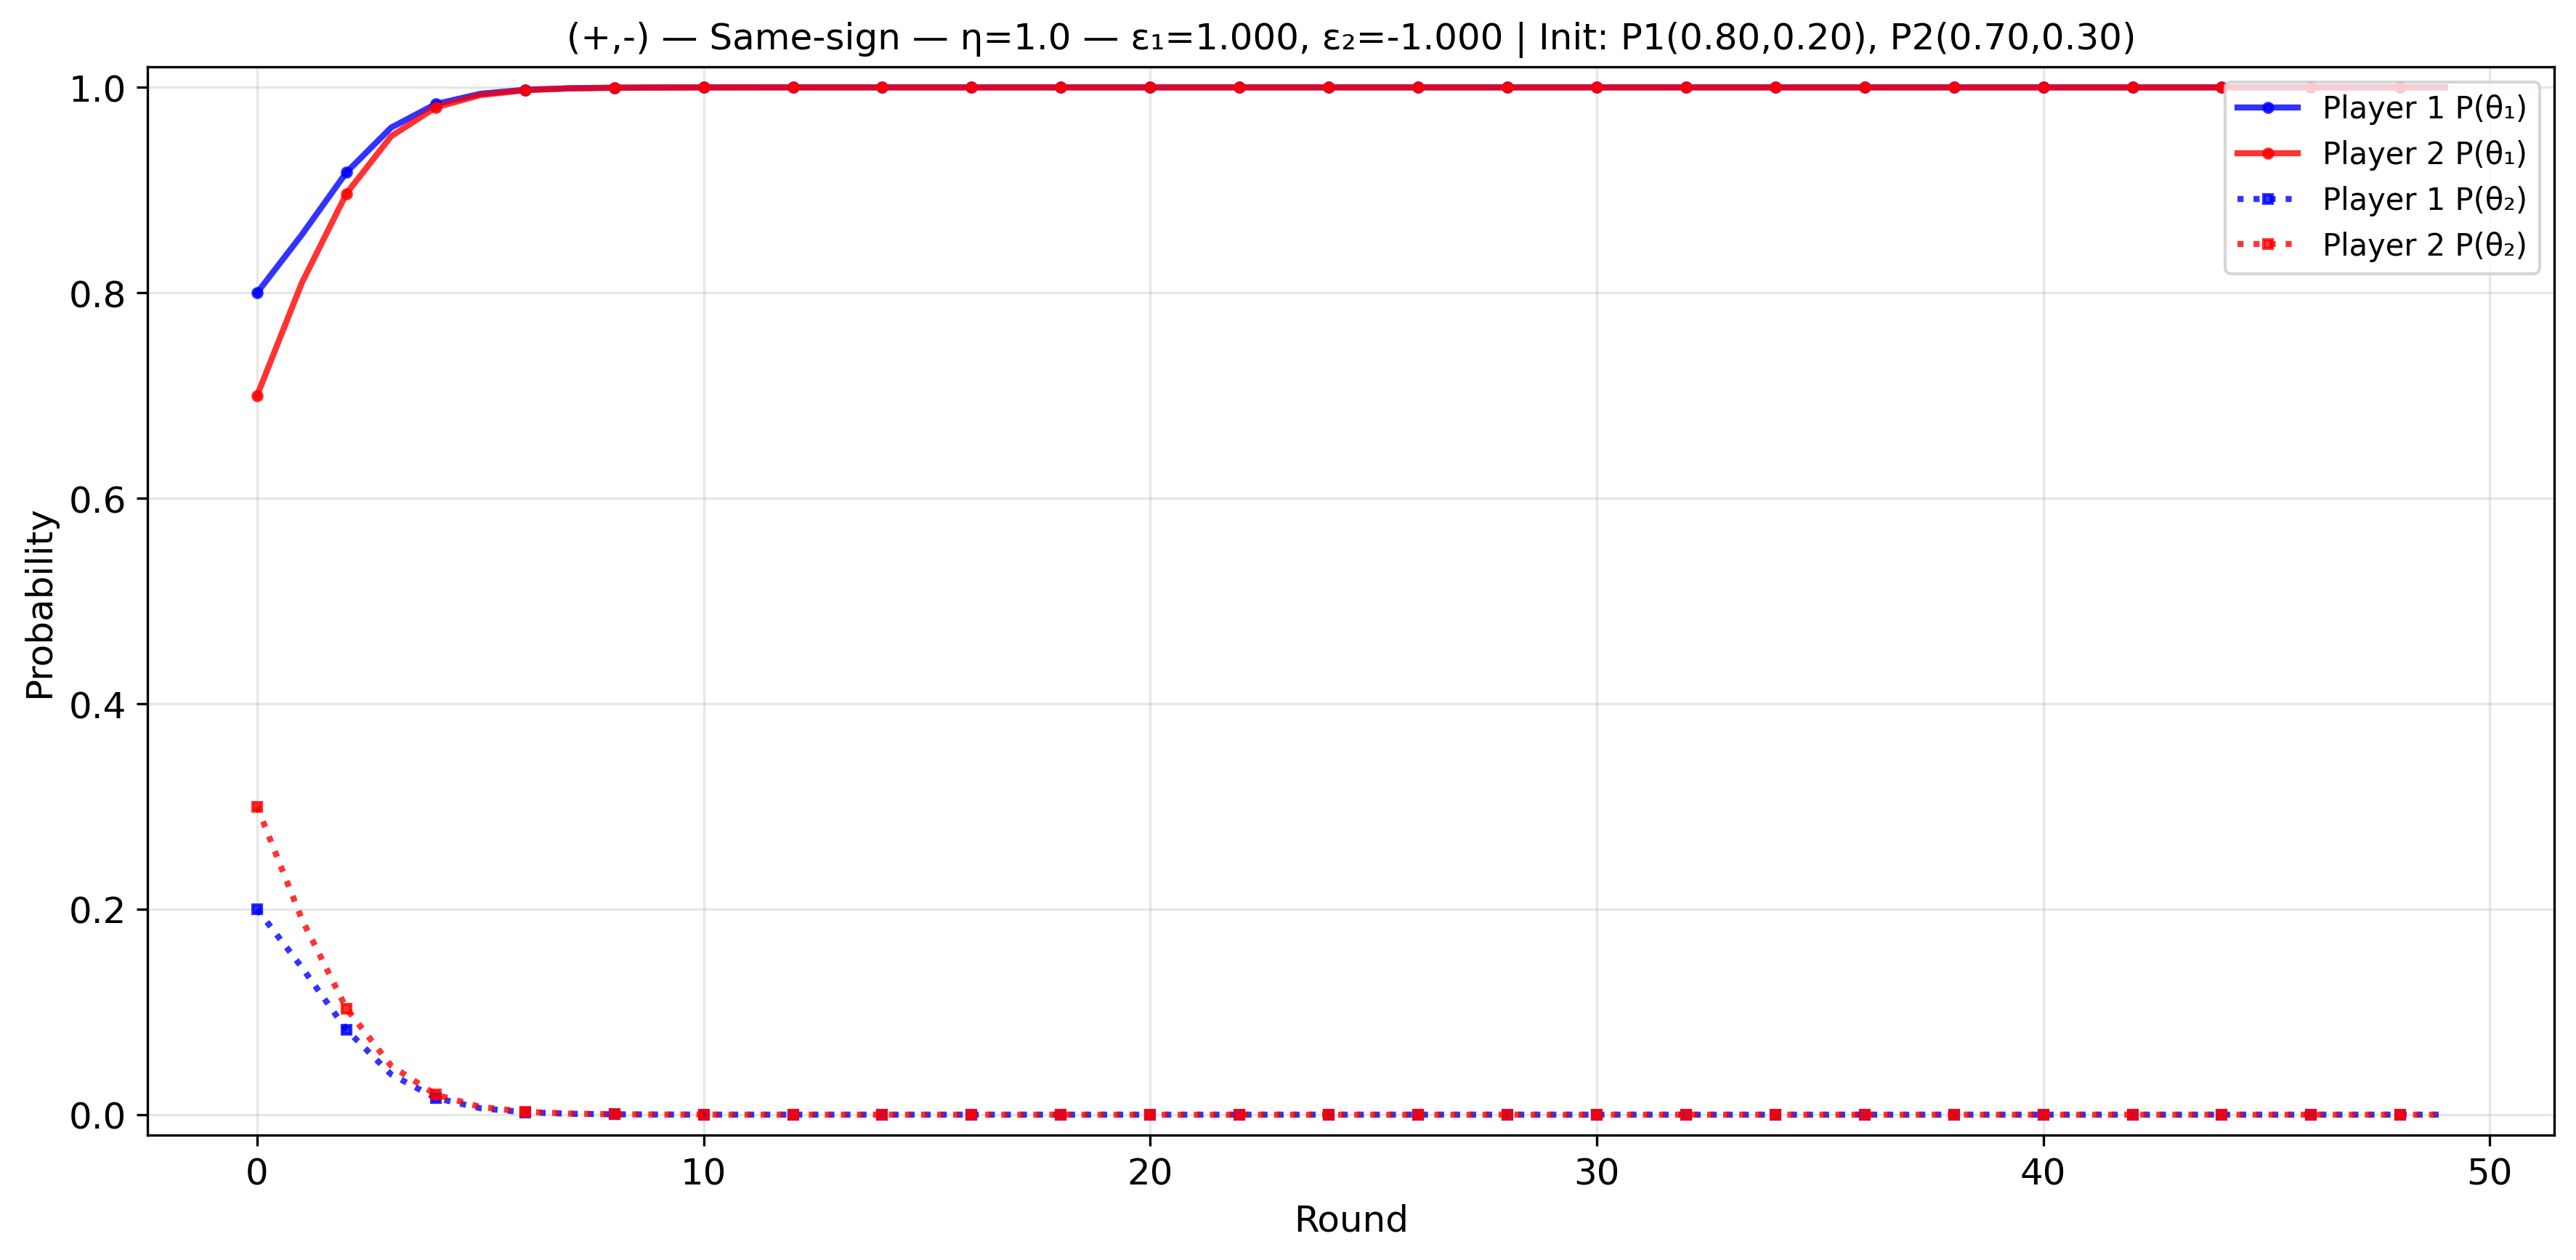 (+,-) — Same-sign — η=1.0 — ε₁=1.000, ε₂=-1.000 | Init: P1(0.80,0.20), P2(0.70,0.30)
1.0
0.8
0.6
0.4
0.2
0.0
Probability
Player 1 P(θ₁)
Player 2 P(θ₁)
Player 1 P(θ₂)
Player 2 P(θ₂)
0
10
20
30
40
50
Round